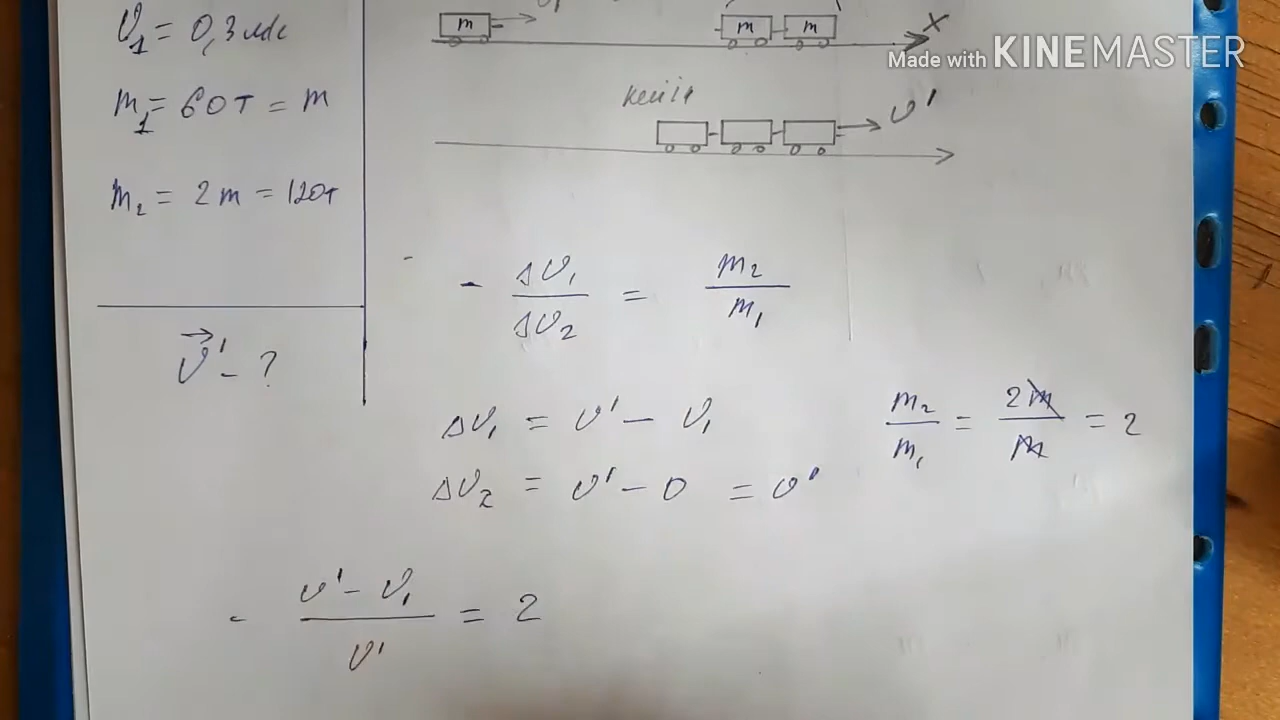 υ₁ = 0,3 м/с
m m m
X
Made with KINEMASTER
m₁ = 60т = m
кейін
υ'
m₂ = 2m = 120т
- Δυ₁/Δυ₂ = m₂/m₁
υ⃗' - ?
Δυ₁ = υ' - υ₁
m₂/m₁ = 2m/m = 2
Δυ₂ = υ' - 0 = υ'
- (υ' - υ₁)/υ' = 2